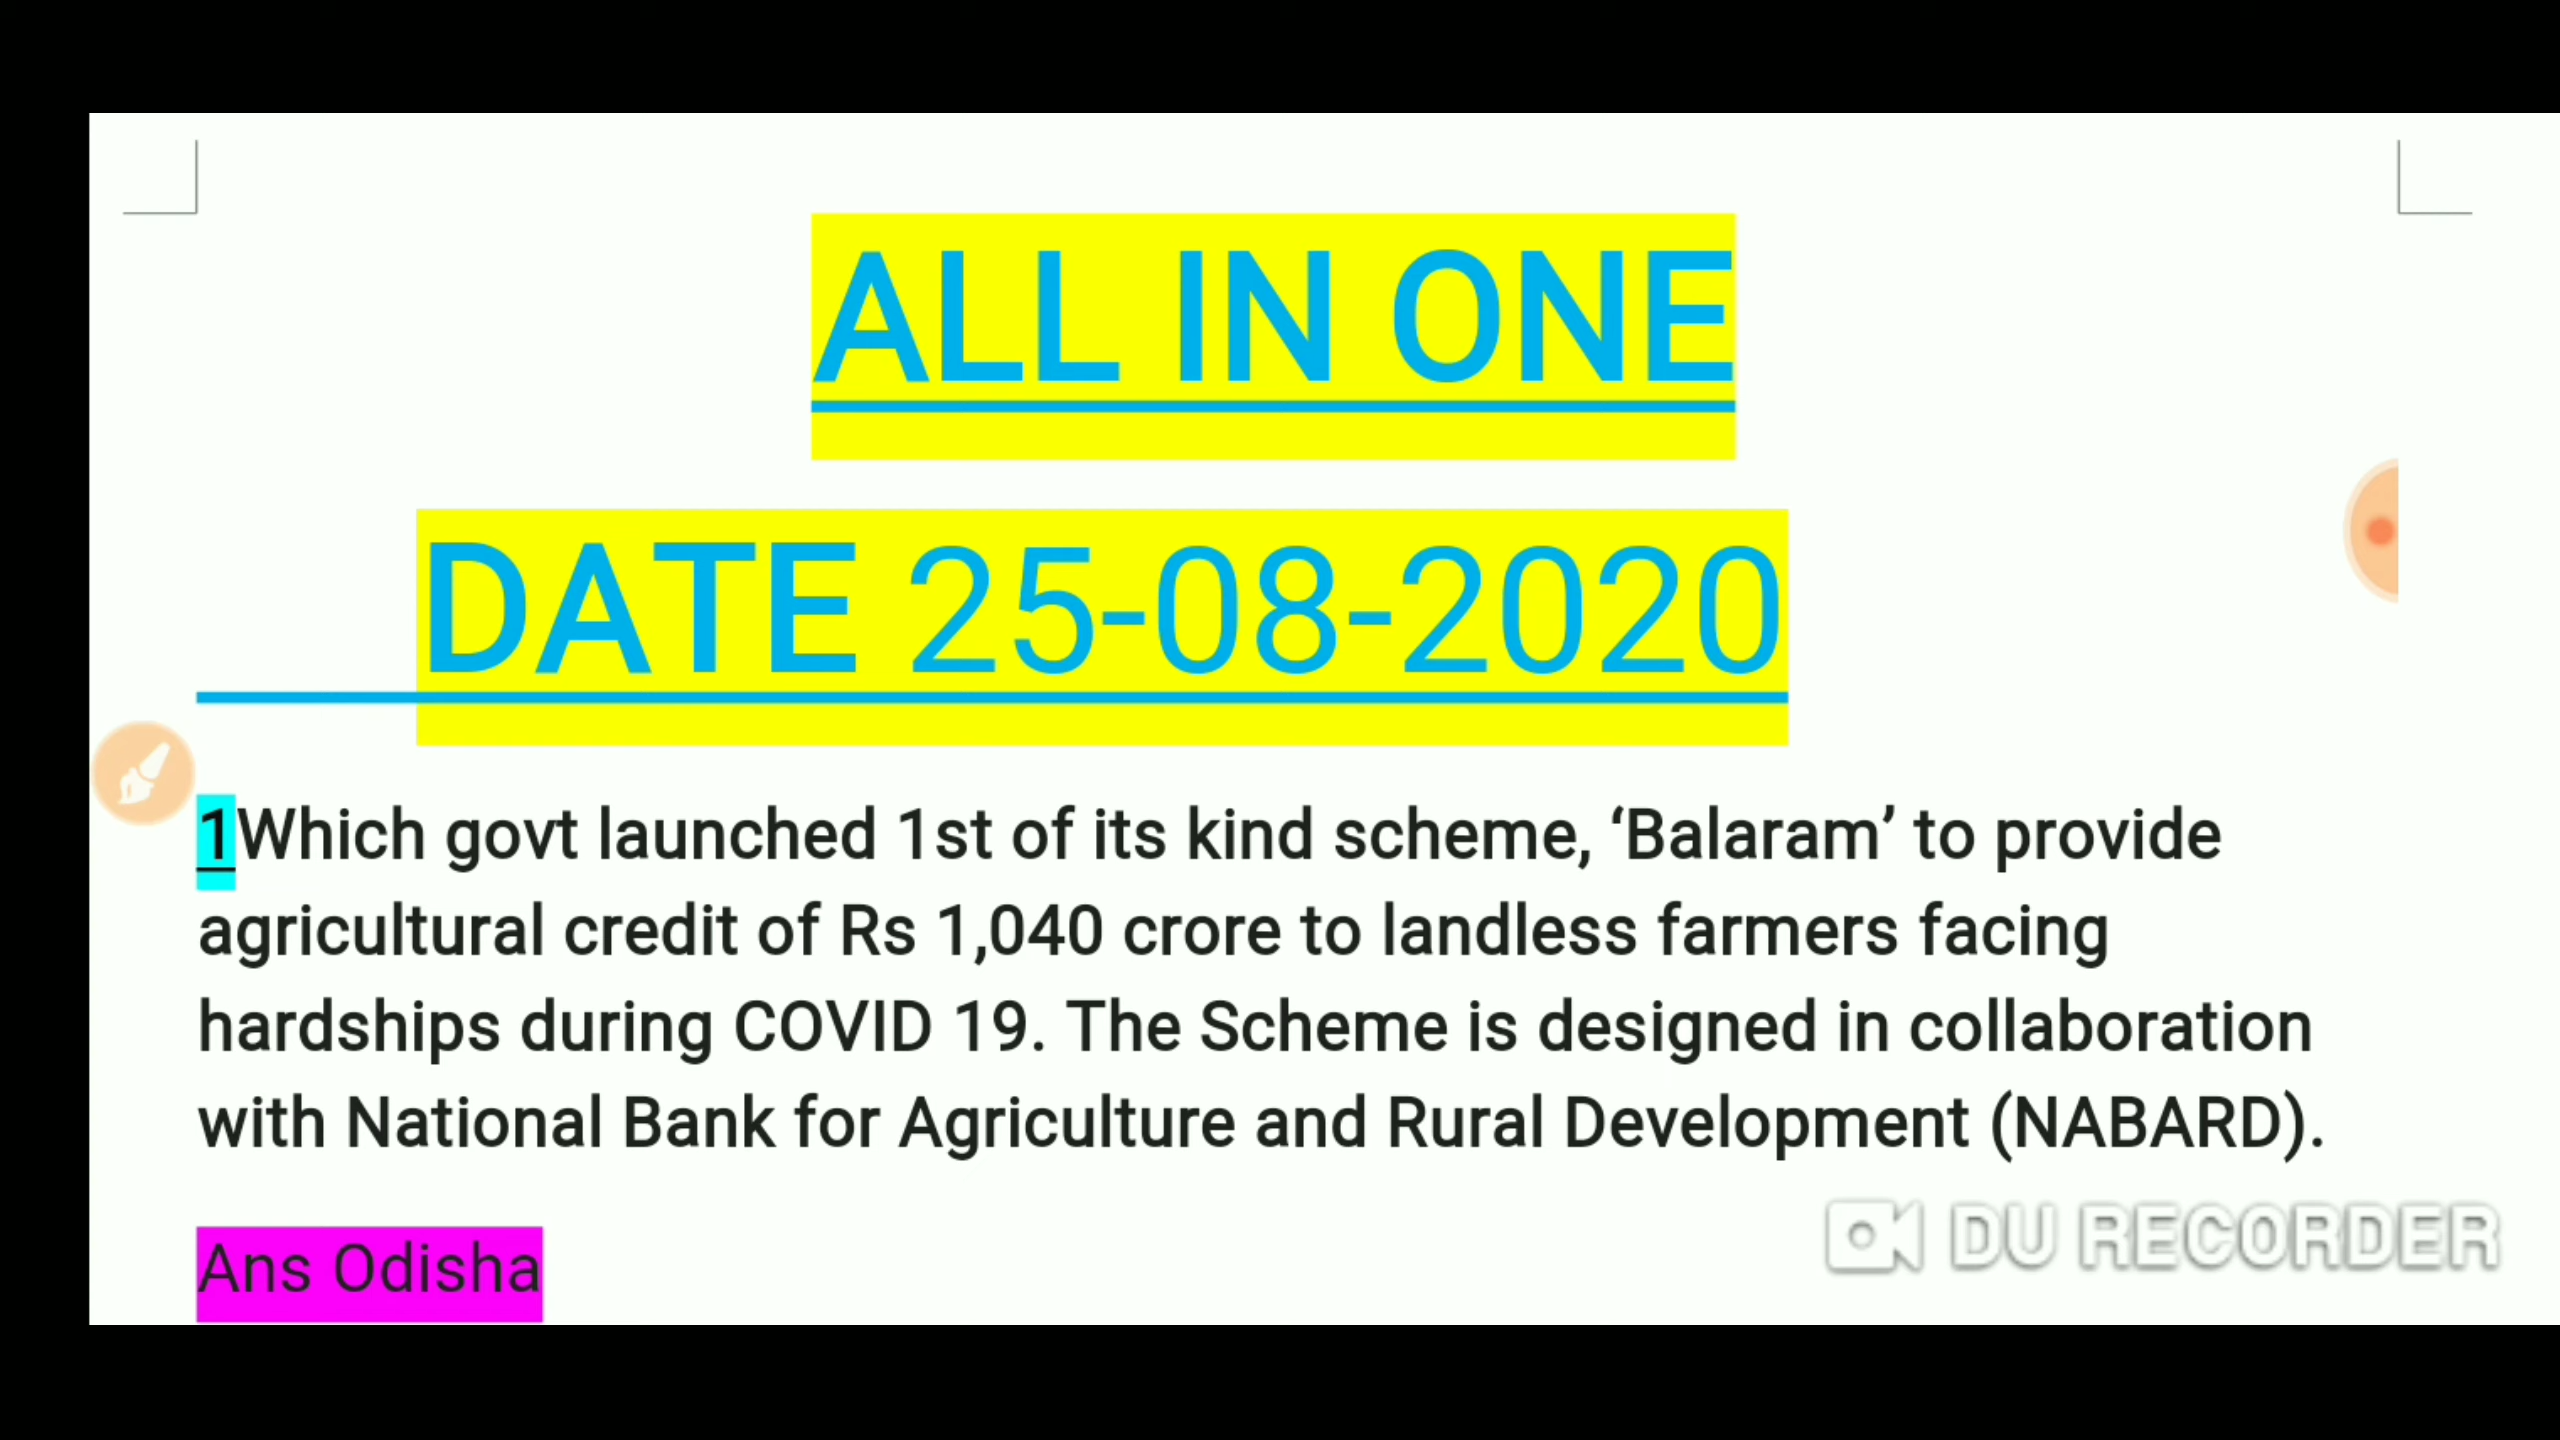 ALL IN ONE
DATE 25-08-2020
1Which govt launched 1st of its kind scheme, ‘Balaram’ to provide
agricultural credit of Rs 1,040 crore to landless farmers facing
hardships during COVID 19. The Scheme is designed in collaboration
with National Bank for Agriculture and Rural Development (NABARD).
Ans Odisha
DU RECORDER